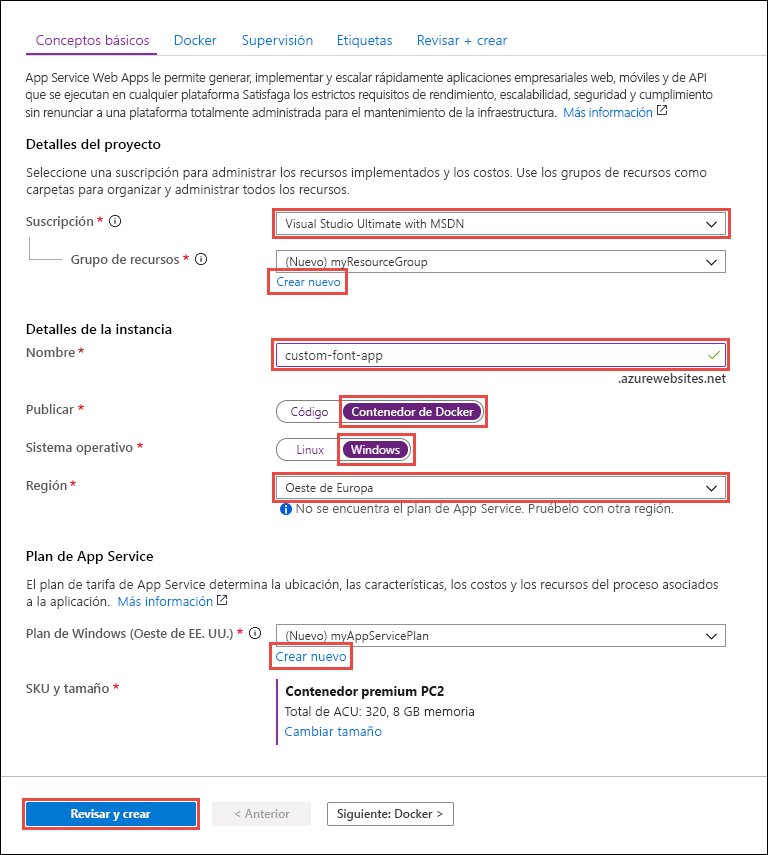 Conceptos básicos Docker Supervisión Etiquetas Revisar + crear
App Service Web Apps le permite generar, implementar y escalar rápidamente aplicaciones empresariales web, móviles y de API
que se ejecutan en cualquier plataforma Satisfaga los estrictos requisitos de rendimiento, escalabilidad, seguridad y cumplimiento
sin renunciar a una plataforma totalmente administrada para el mantenimiento de la infraestructura. Más información
Detalles del proyecto
Seleccione una suscripción para administrar los recursos implementados y los costos. Use los grupos de recursos como
carpetas para organizar y administrar todos los recursos.
Suscripción * Visual Studio Ultimate with MSDN
Grupo de recursos * (Nuevo) myResourceGroup
Crear nuevo
Detalles de la instancia
Nombre * custom-font-app
.azurewebsites.net
Publicar * Código Contenedor de Docker
Sistema operativo * Linux Windows
Región * Oeste de Europa
No se encuentra el plan de App Service. Pruébelo con otra región.
Plan de App Service
El plan de tarifa de App Service determina la ubicación, las características, los costos y los recursos del proceso asociados
a la aplicación. Más información
Plan de Windows (Oeste de EE. UU.) * (Nuevo) myAppServicePlan
Crear nuevo
SKU y tamaño * Contenedor premium PC2
Total de ACU: 320, 8 GB memoria
Cambiar tamaño
Revisar y crear < Anterior Siguiente: Docker >